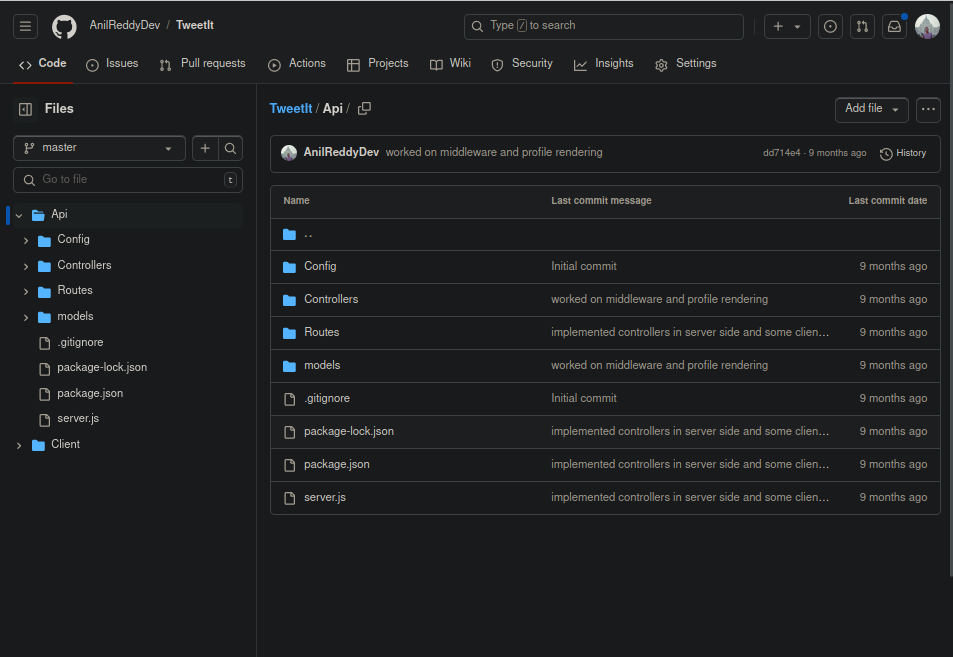 AnilReddyDev / TweetIt
Type / to search
Code Issues Pull requests Actions Projects Wiki Security Insights Settings
Files
TweetIt / Api /
Add file
master
Go to file
t
AnilReddyDev worked on middleware and profile rendering
dd714e4 · 9 months ago
History
Api
Config
Controllers
Routes
models
.gitignore
package-lock.json
package.json
server.js
Client
Name Last commit message Last commit date
..
Config Initial commit 9 months ago
Controllers worked on middleware and profile rendering 9 months ago
Routes implemented controllers in server side and some clien… 9 months ago
models worked on middleware and profile rendering 9 months ago
.gitignore Initial commit 9 months ago
package-lock.json implemented controllers in server side and some clien… 9 months ago
package.json implemented controllers in server side and some clien… 9 months ago
server.js implemented controllers in server side and some clien… 9 months ago